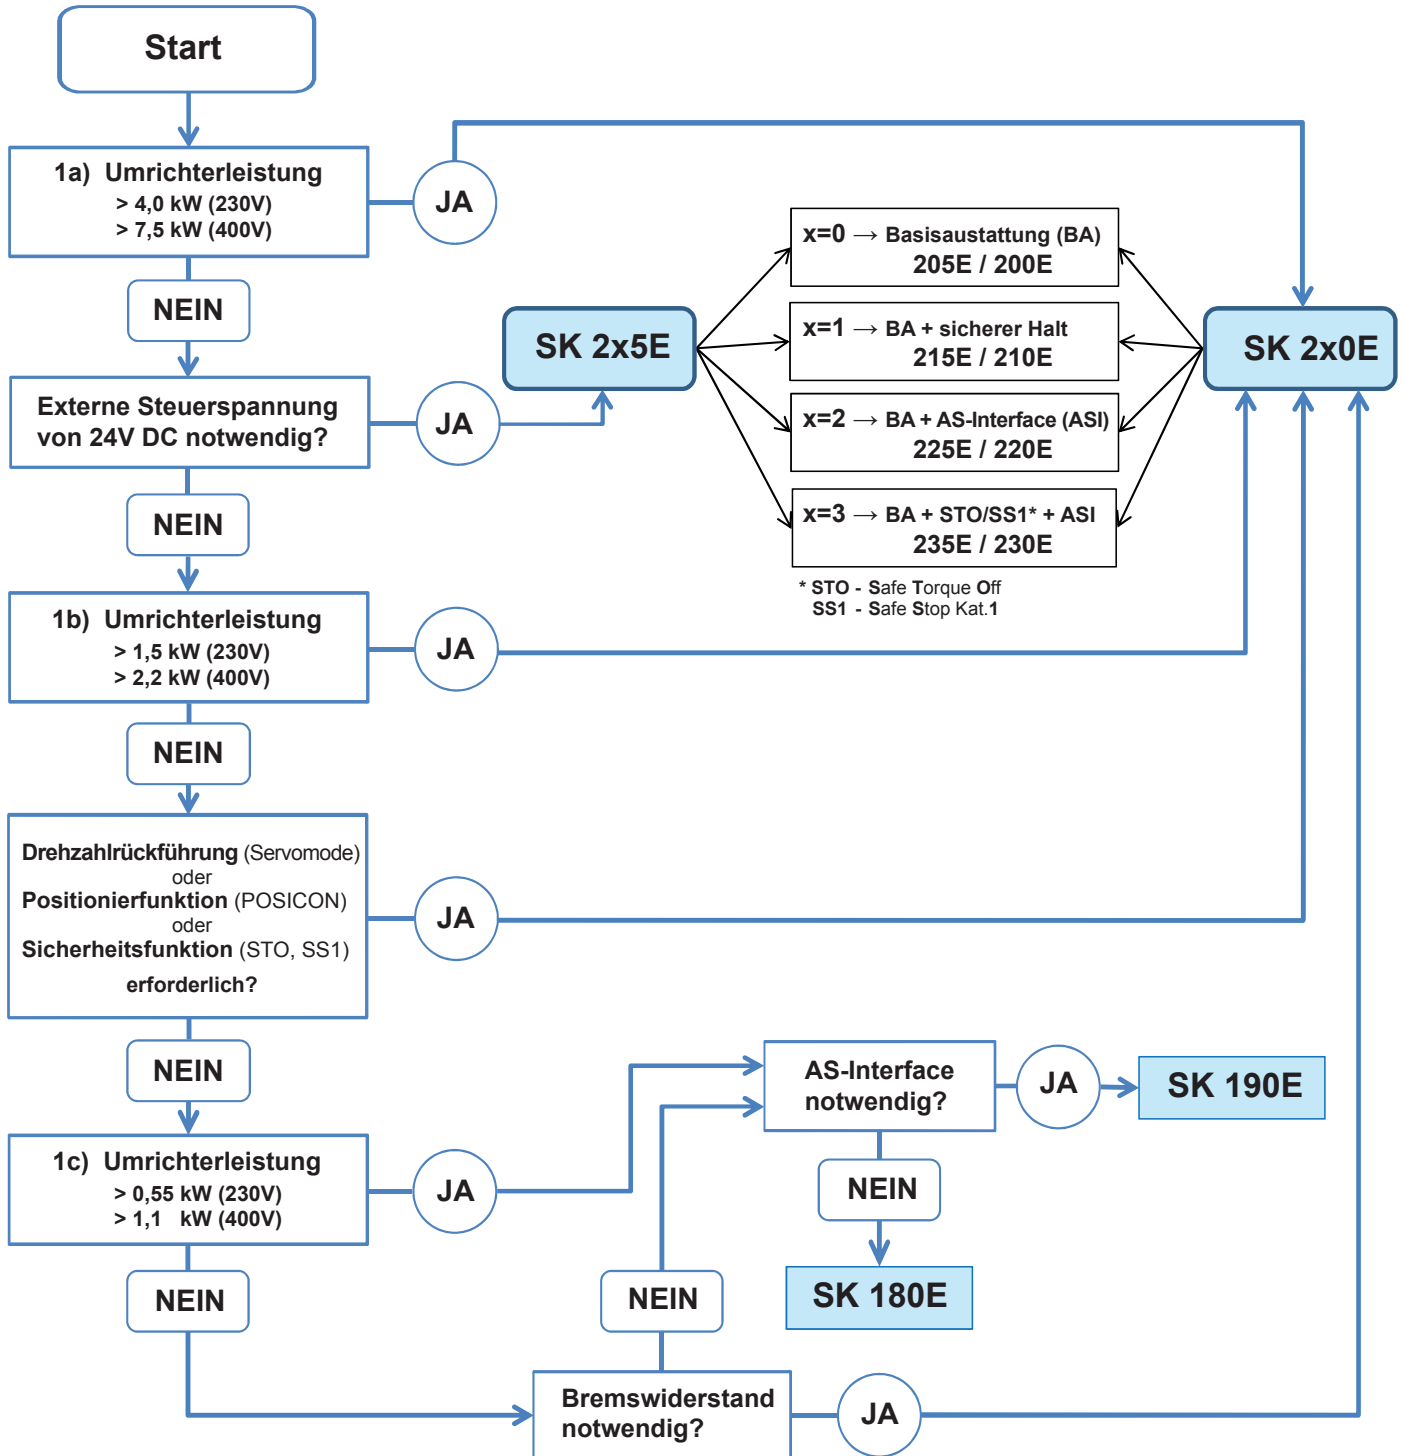 Start
1a) Umrichterleistung
> 4,0 kW (230V)
> 7,5 kW (400V)
JA
NEIN
Externe Steuerspannung
von 24V DC notwendig?
JA
SK 2x5E
x=0 → Basisaustattung (BA)
205E / 200E
x=1 → BA + sicherer Halt
215E / 210E
x=2 → BA + AS-Interface (ASI)
225E / 220E
x=3 → BA + STO/SS1* + ASI
235E / 230E
* STO - Safe Torque Off
SS1 - Safe Stop Kat.1
SK 2x0E
NEIN
1b) Umrichterleistung
> 1,5 kW (230V)
> 2,2 kW (400V)
JA
NEIN
Drehzahlrückführung (Servomode)
oder
Positionierfunktion (POSICON)
oder
Sicherheitsfunktion (STO, SS1)
erforderlich?
JA
NEIN
1c) Umrichterleistung
> 0,55 kW (230V)
> 1,1 kW (400V)
JA
AS-Interface
notwendig?
JA
SK 190E
NEIN
SK 180E
NEIN
NEIN
Bremswiderstand
notwendig?
JA